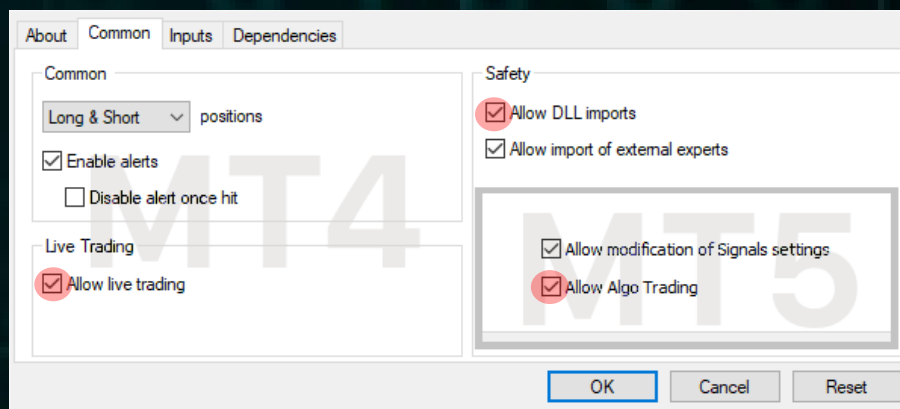 About Common Inputs Dependencies
Common
Long & Short positions
Enable alerts
Disable alert once hit
Live Trading
Allow live trading
MT4
Safety
Allow DLL imports
Allow import of external experts
Allow modification of Signals settings
Allow Algo Trading
MT5
OK Cancel Reset